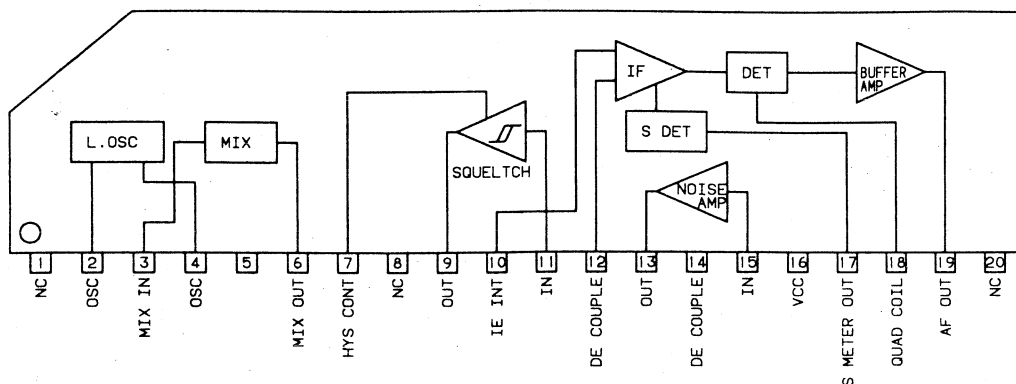 IF
DET
BUFFER
AMP
S DET
L.OSC
MIX
SQUELTCH
NOISE
AMP
1
2
3
4
5
6
7
8
9
10
11
12
13
14
15
16
17
18
19
20
NC
OSC
MIX IN
OSC
MIX OUT
HYS CONT
NC
OUT
IE INT
IN
DE COUPLE
OUT
DE COUPLE
IN
VCC
S METER OUT
QUAD COIL
AF OUT
NC